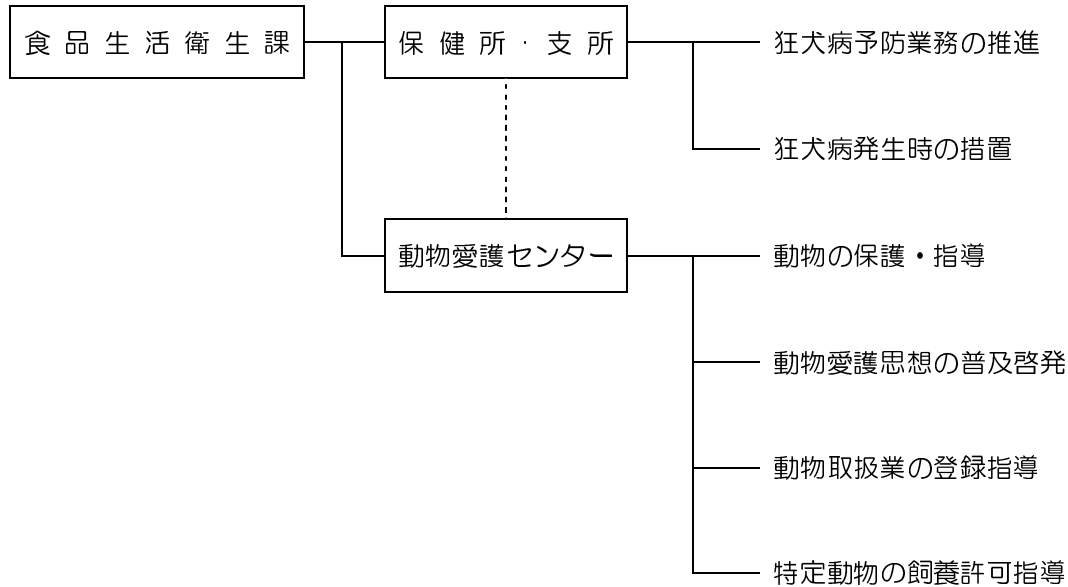 食品生活衛生課
保健所・支所
狂犬病予防業務の推進
狂犬病発生時の措置
動物愛護センター
動物の保護・指導
動物愛護思想の普及啓発
動物取扱業の登録指導
特定動物の飼養許可指導